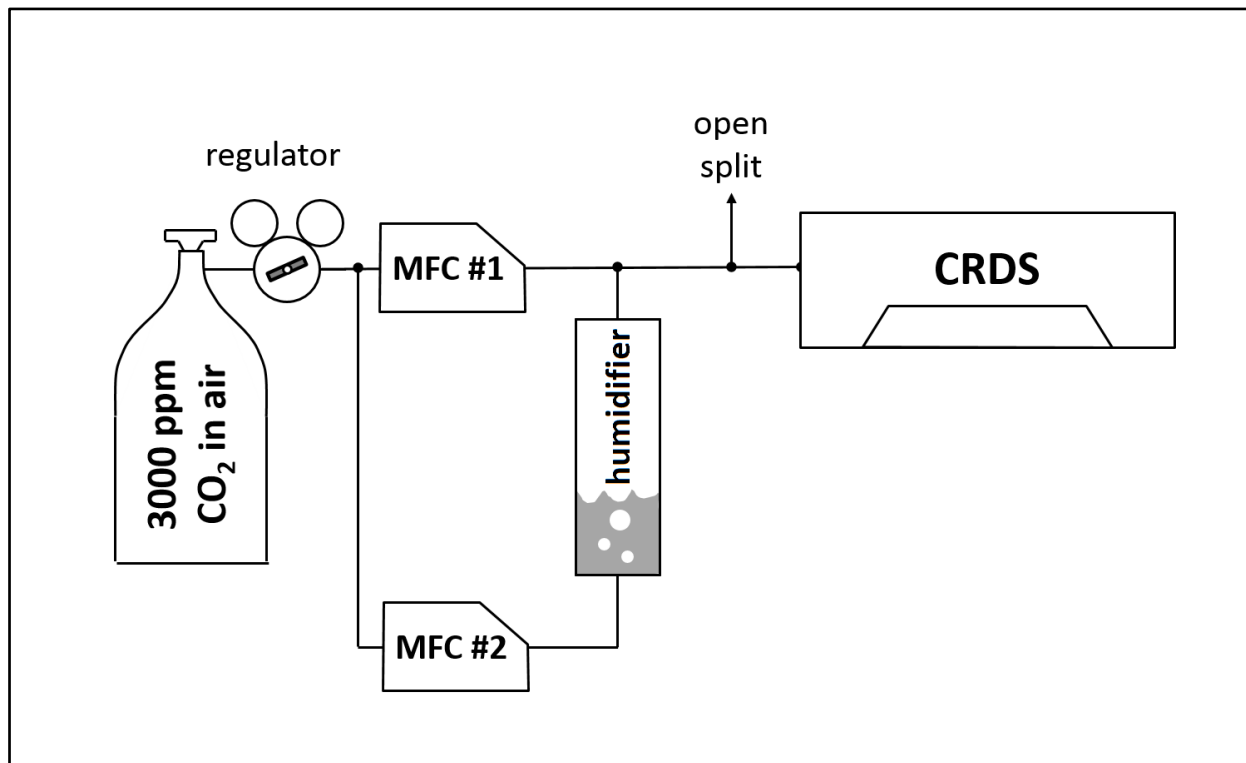 regulator
open
split
MFC #1
CRDS
3000 ppm
CO₂ in air
humidifier
MFC #2